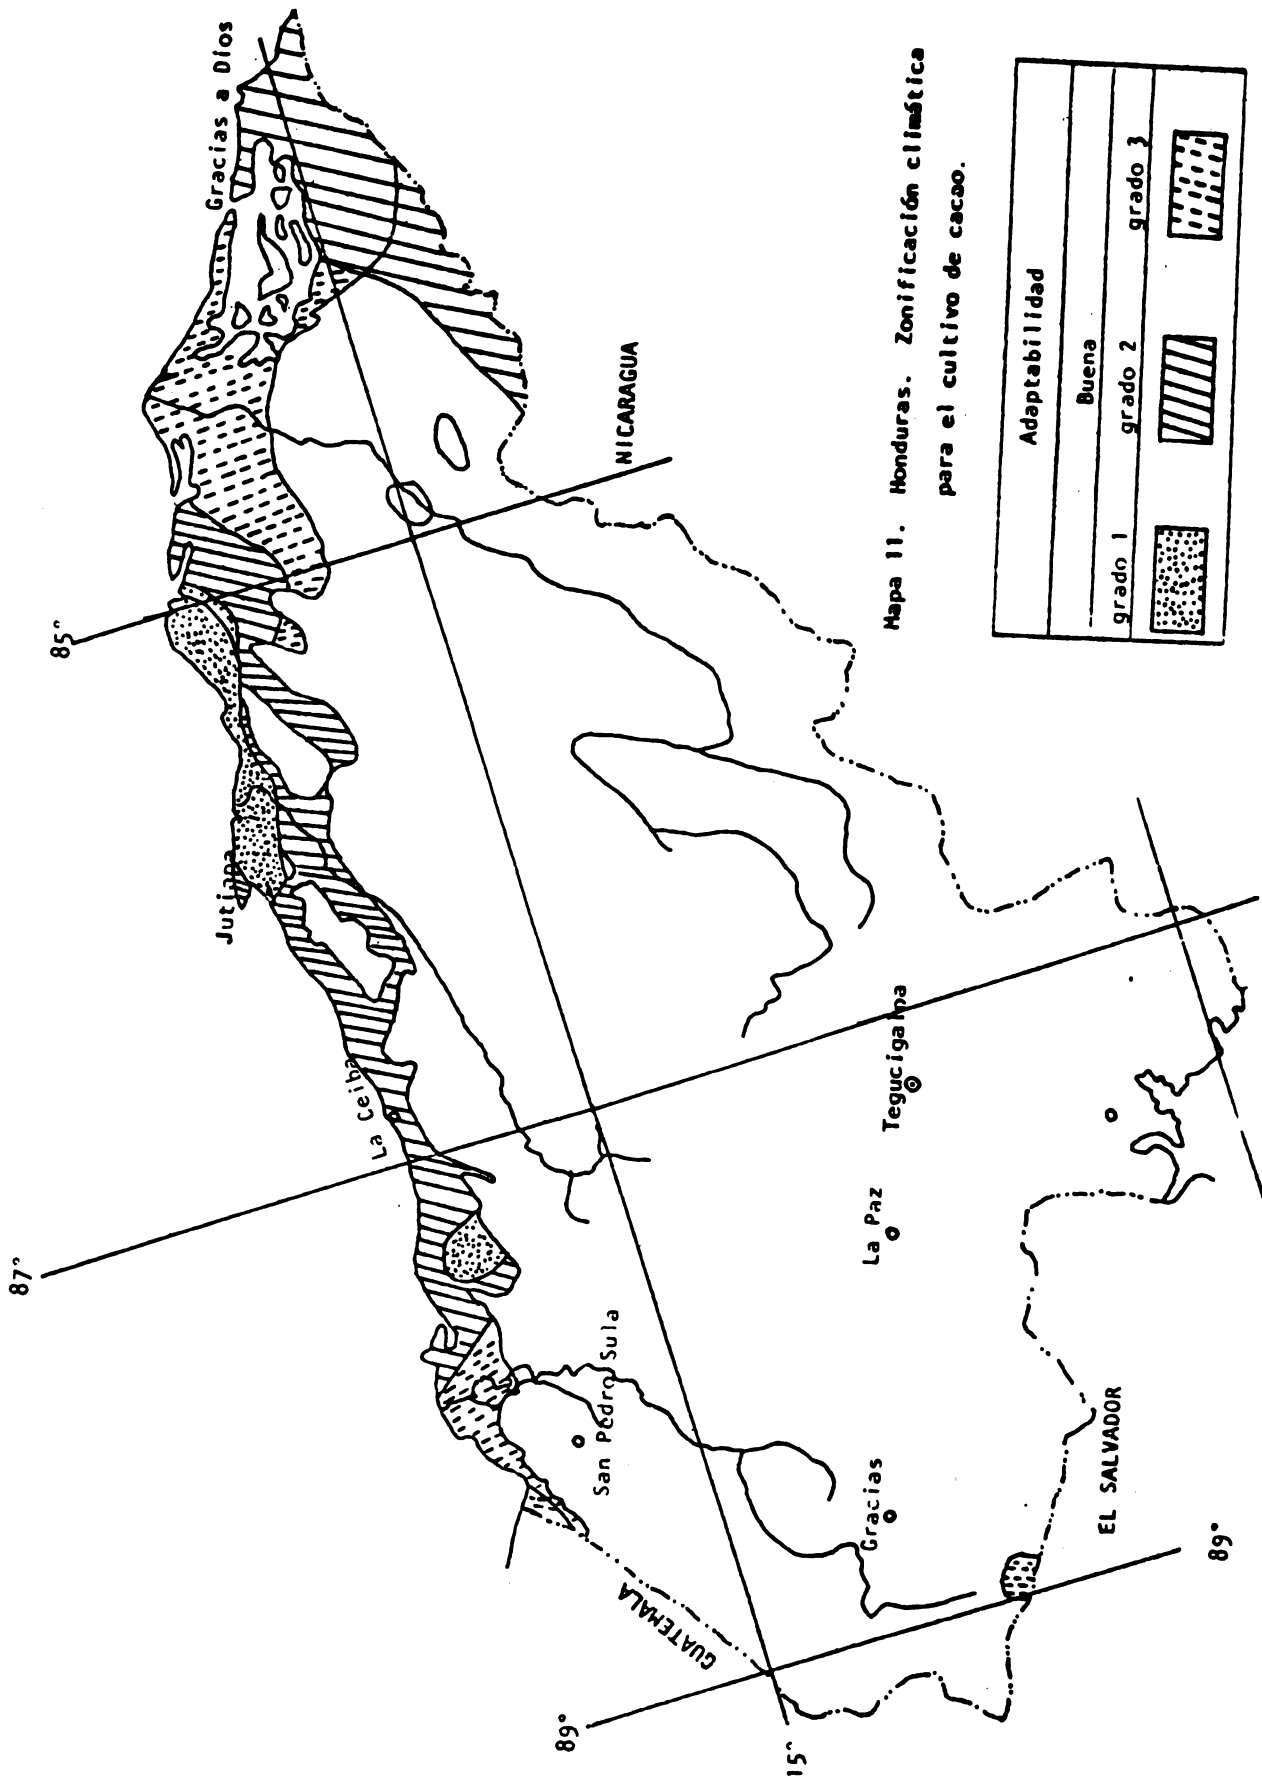 Mapa 11. Honduras. Zonificación climática
para el cultivo de cacao.
Adaptabilidad
Buena
grado 1 grado 2 grado 3
Gracias a Dios
85°
Jutiapa
La Ceiba
87°
NICARAGUA
Tegucigalpa
La Paz
San Pedro Sula
Gracias
GUATEMALA
EL SALVADOR
89°
89°
15°